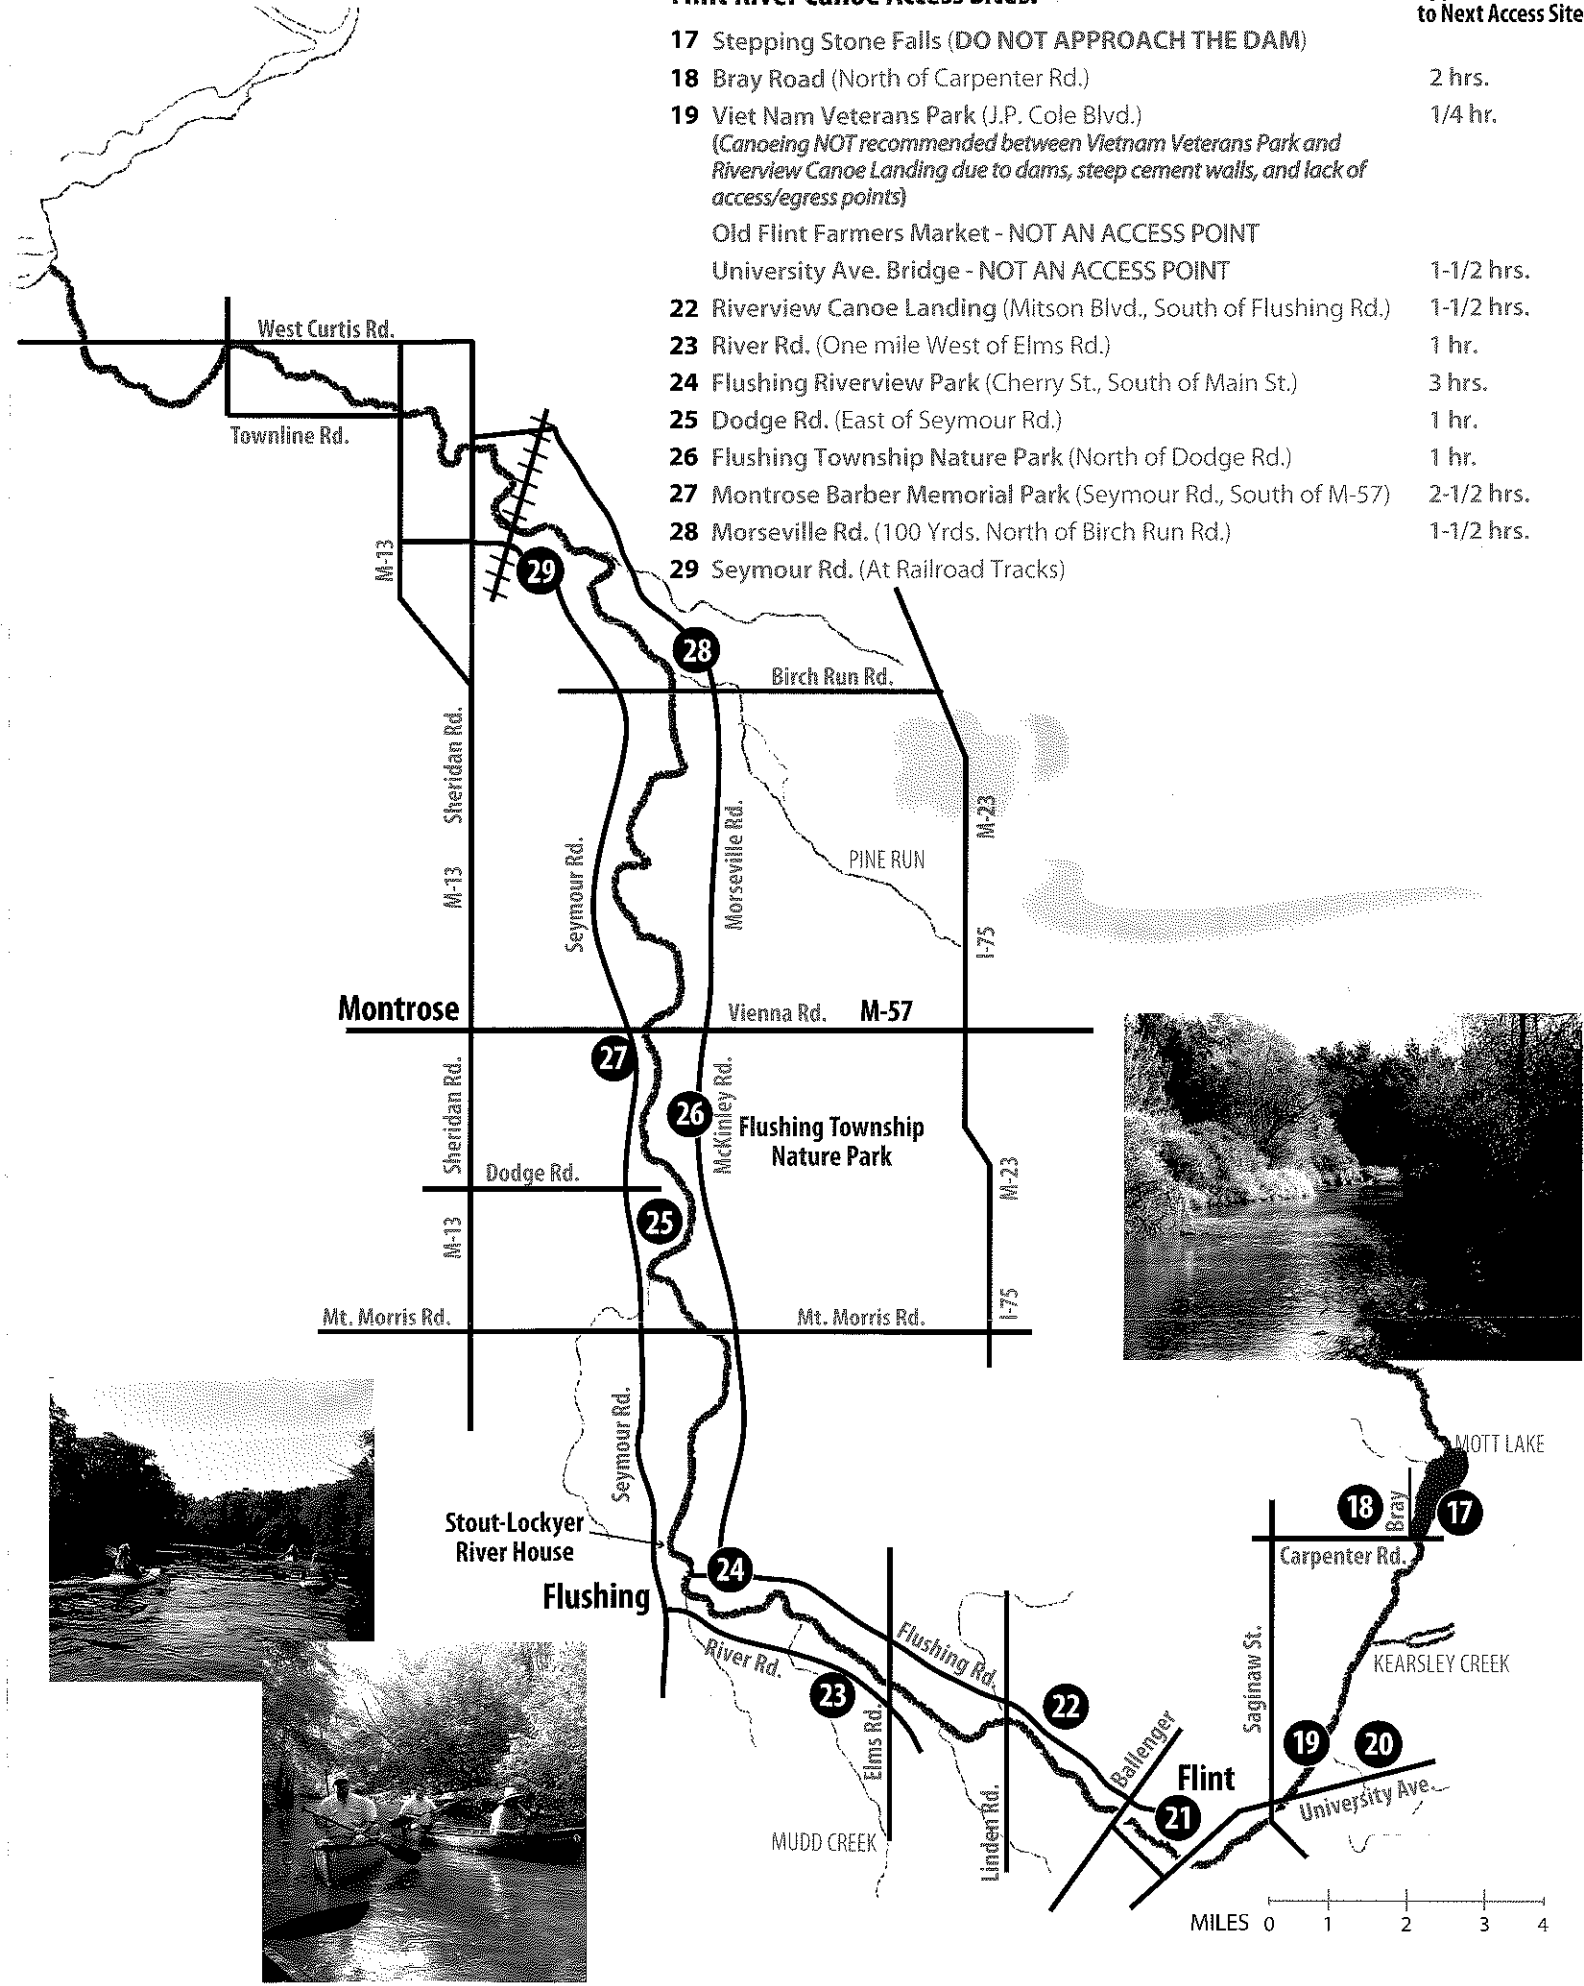 Flint River Canoe Access Sites:
to Next Access Site
17 Stepping Stone Falls (DO NOT APPROACH THE DAM)
18 Bray Road (North of Carpenter Rd.) 2 hrs.
19 Viet Nam Veterans Park (J.P. Cole Blvd.) 1/4 hr.
(Canoeing NOT recommended between Vietnam Veterans Park and
Riverview Canoe Landing due to dams, steep cement walls, and lack of
access/egress points)
Old Flint Farmers Market - NOT AN ACCESS POINT
University Ave. Bridge - NOT AN ACCESS POINT 1-1/2 hrs.
22 Riverview Canoe Landing (Mitson Blvd., South of Flushing Rd.) 1-1/2 hrs.
23 River Rd. (One mile West of Elms Rd.) 1 hr.
24 Flushing Riverview Park (Cherry St., South of Main St.) 3 hrs.
25 Dodge Rd. (East of Seymour Rd.) 1 hr.
26 Flushing Township Nature Park (North of Dodge Rd.) 1 hr.
27 Montrose Barber Memorial Park (Seymour Rd., South of M-57) 2-1/2 hrs.
28 Morseville Rd. (100 Yrds. North of Birch Run Rd.) 1-1/2 hrs.
29 Seymour Rd. (At Railroad Tracks)
West Curtis Rd.
Townline Rd.
M-13
29
28
Birch Run Rd.
Sheridan Rd.
M-13
Seymour Rd.
Morseville Rd.
PINE RUN
M-23
I-75
Montrose
Vienna Rd. M-57
27
26
Sheridan Rd.
McKinley Rd.
Flushing Township
Nature Park
Dodge Rd.
M-23
25
M-13
I-75
Mt. Morris Rd.
Mt. Morris Rd.
Seymour Rd.
MOTT LAKE
18
Bray
17
Stout-Lockyer
River House
Carpenter Rd.
24
Flushing
River Rd.
Flushing Rd.
Saginaw St.
KEARSLEY CREEK
23
22
Elms Rd.
Ballenger
19
20
Flint
21
University Ave.
Linden Rd.
MUDD CREEK
MILES 0 1 2 3 4